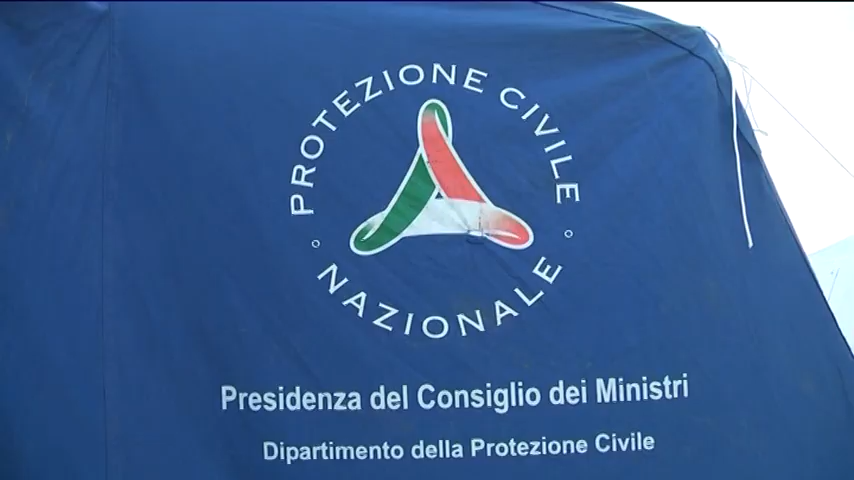 PROTEZIONE CIVILE
NAZIONALE
Presidenza del Consiglio dei Ministri
Dipartimento della Protezione Civile